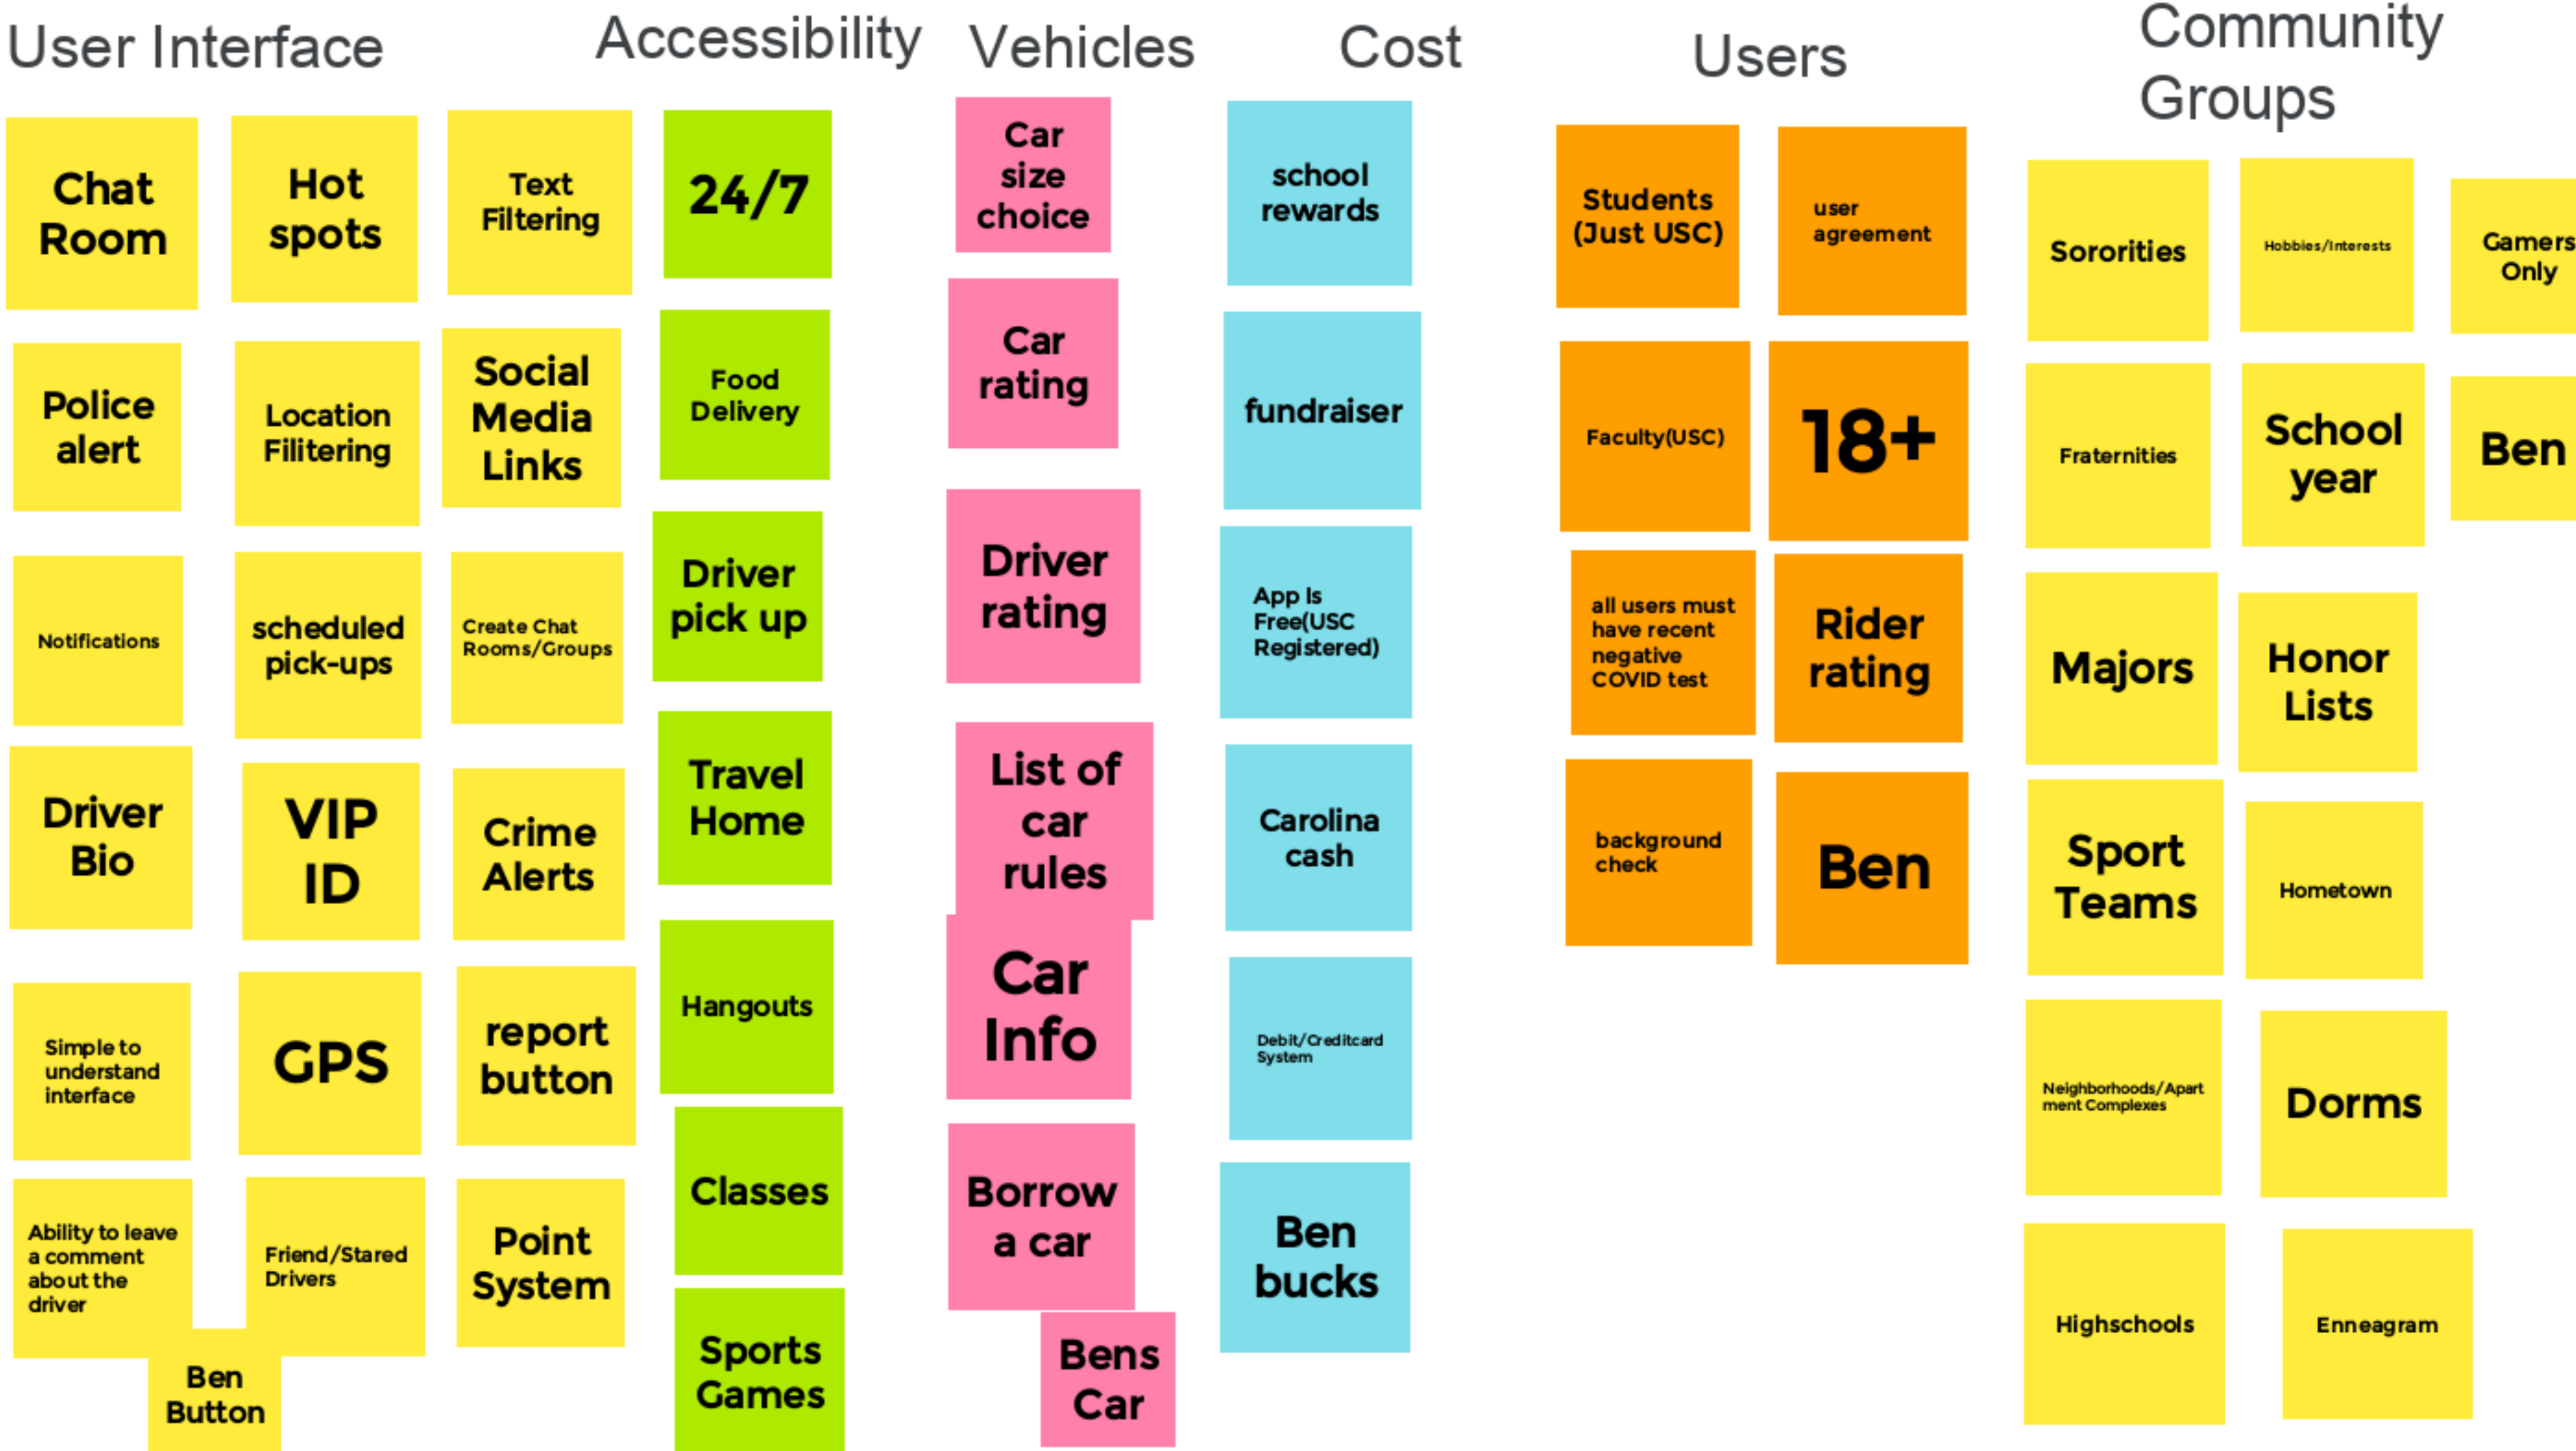 User Interface
Chat
Room
Hot
spots
Text
Filtering
Police
alert
Location
Filitering
Social
Media
Links
Notifications
scheduled
pick-ups
Create Chat
Rooms/Groups
Driver
Bio
VIP
ID
Crime
Alerts
Simple to
understand
interface
GPS
report
button
Ability to leave
a comment
about the
driver
Friend/Stared
Drivers
Point
System
Ben
Button
Accessibility
24/7
Food
Delivery
Driver
pick up
Travel
Home
Hangouts
Classes
Sports
Games
Vehicles
Car
size
choice
Car
rating
Driver
rating
List of
car
rules
Car
Info
Borrow
a car
Bens
Car
Cost
school
rewards
fundraiser
App Is
Free(USC
Registered)
Carolina
cash
Debit/Creditcard
System
Ben
bucks
Users
Students
(Just USC)
user
agreement
Faculty(USC)
18+
all users must
have recent
negative
COVID test
Rider
rating
background
check
Ben
Community
Groups
Sororities
Hobbies/Interests
Gamers
Only
Fraternities
School
year
Ben
Majors
Honor
Lists
Sport
Teams
Hometown
Neighborhoods/Apart
ment Complexes
Dorms
Highschools
Enneagram